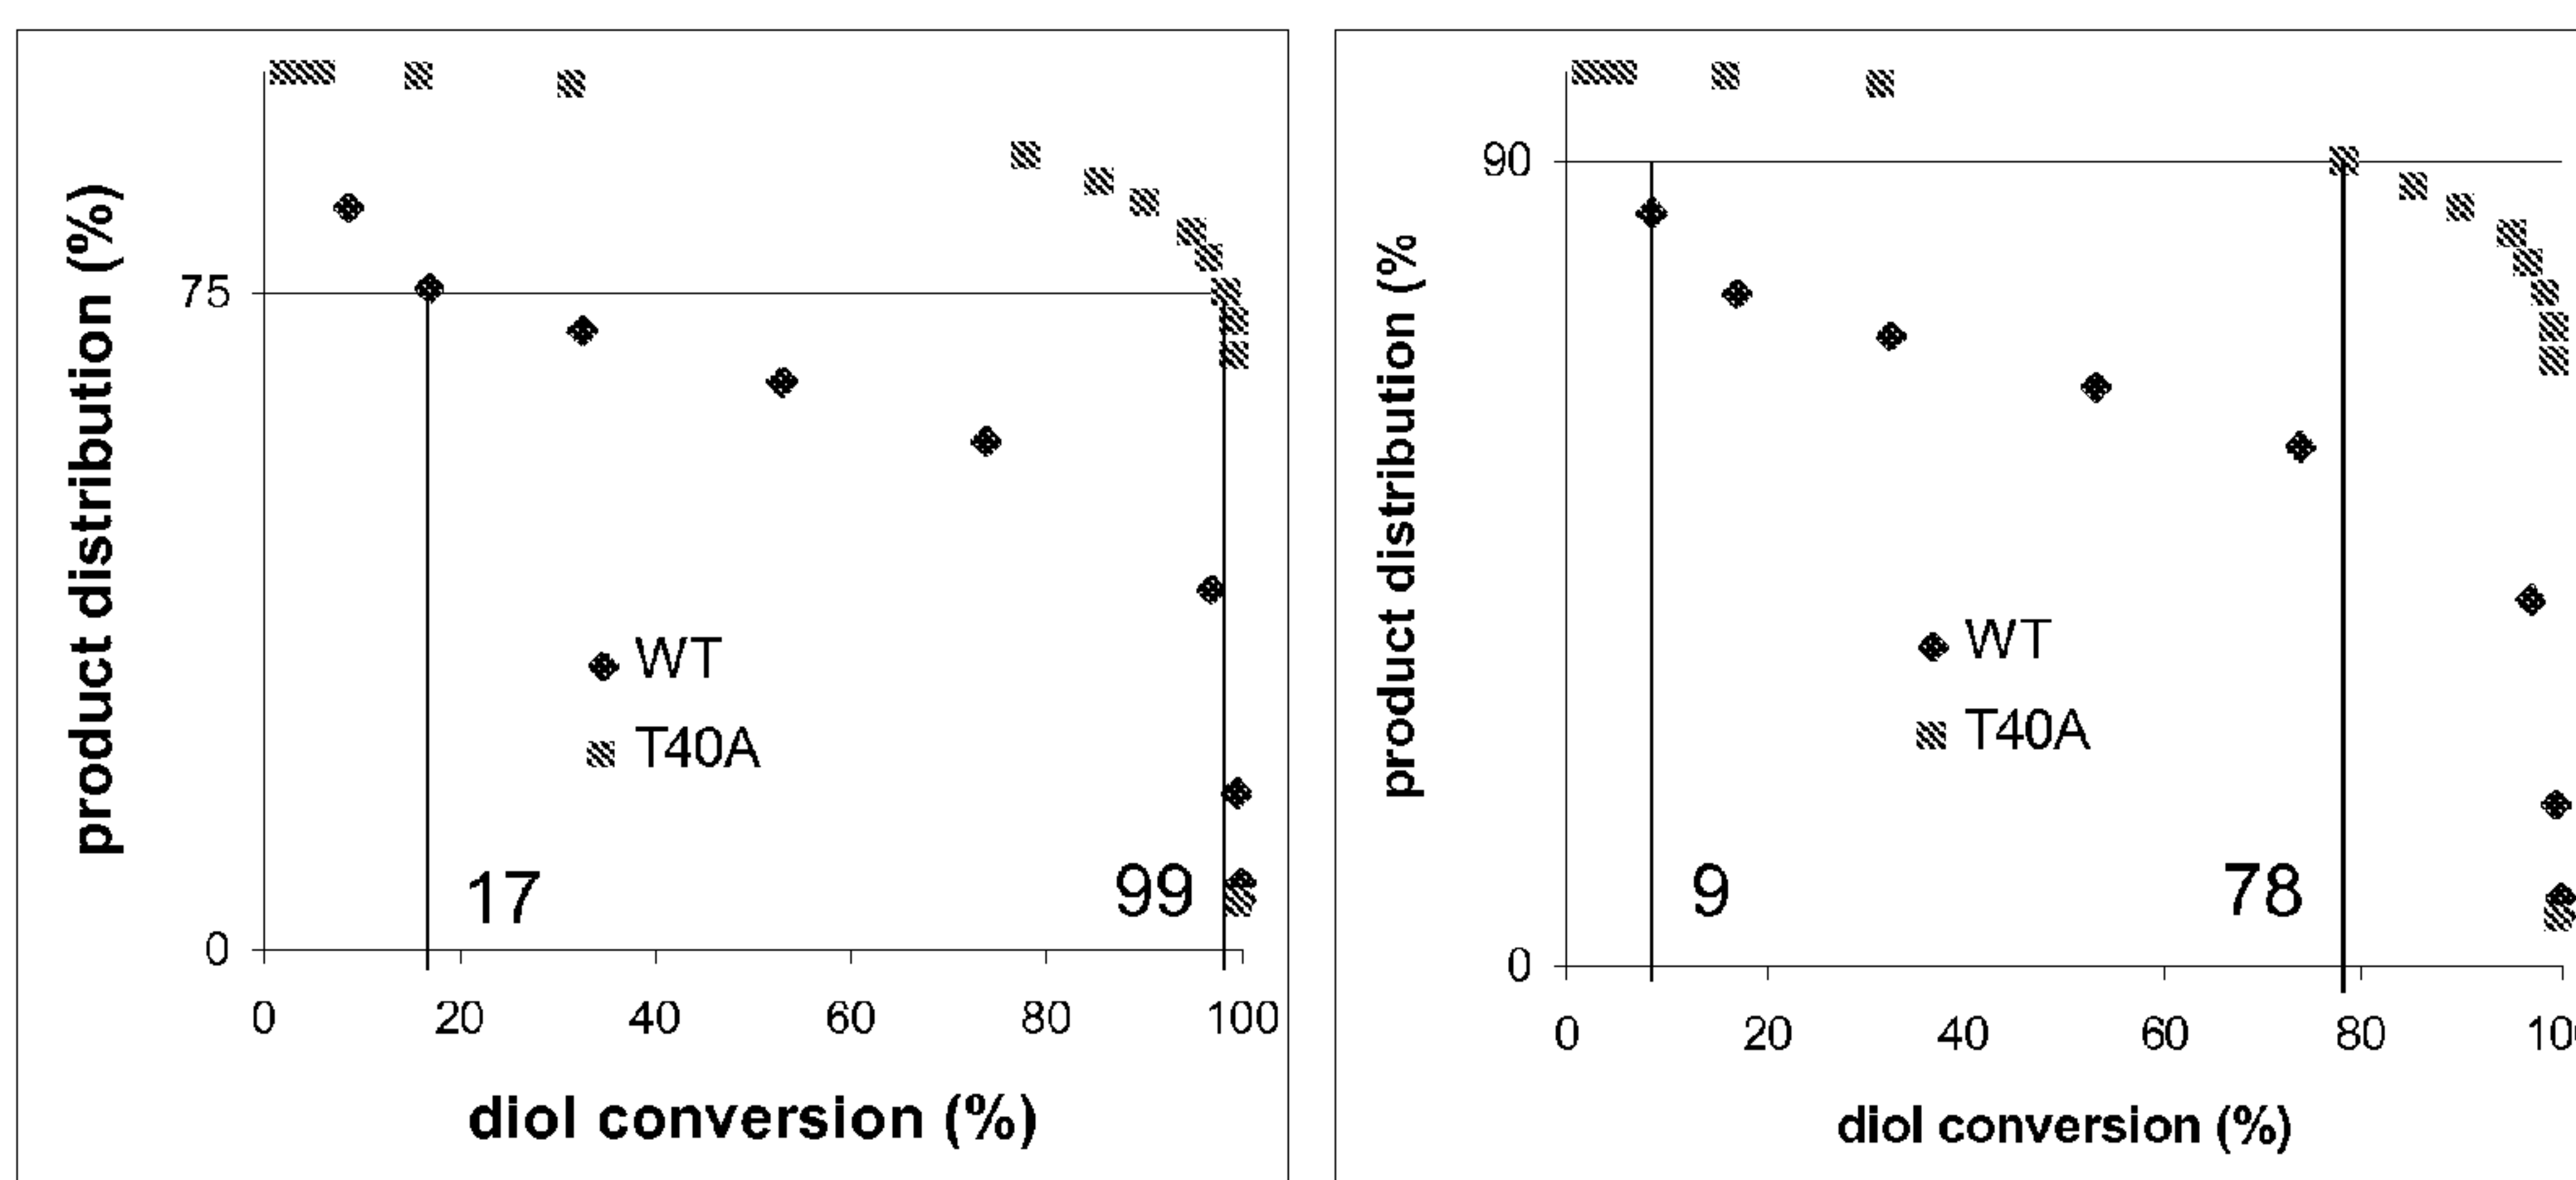 product distribution (%)
75
0
WT
T40A
17
99
0 20 40 60 80 100
diol conversion (%)
product distribution (%
90
0
WT
T40A
9
78
0 20 40 60 80 10
diol conversion (%)